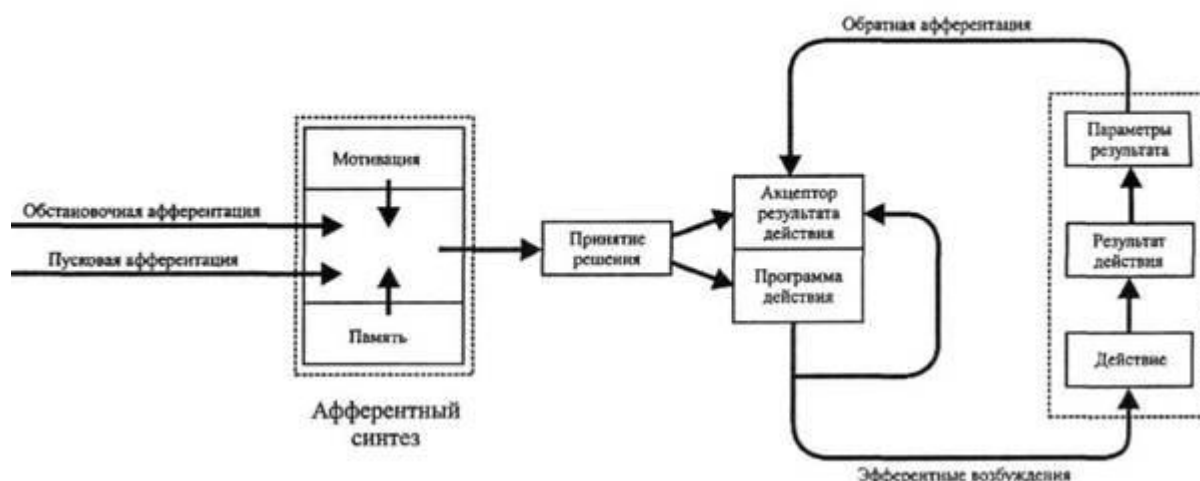 Обратная афферентация
Мотивация
Обстановочная афферентация
Пусковая афферентация
Память
Афферентный
синтез
Принятие
решения
Акцептор
результата
действия
Программа
действия
Параметры
результата
Результат
действия
Действие
Эфферентные возбуждения